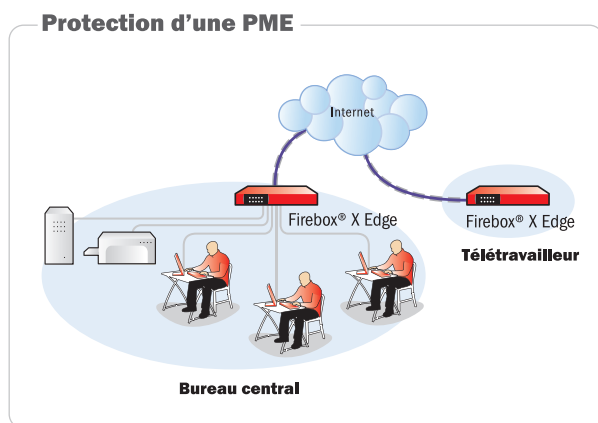 Protection d'une PME
Internet
Firebox® X Edge
Firebox® X Edge
Télétravailleur
Bureau central